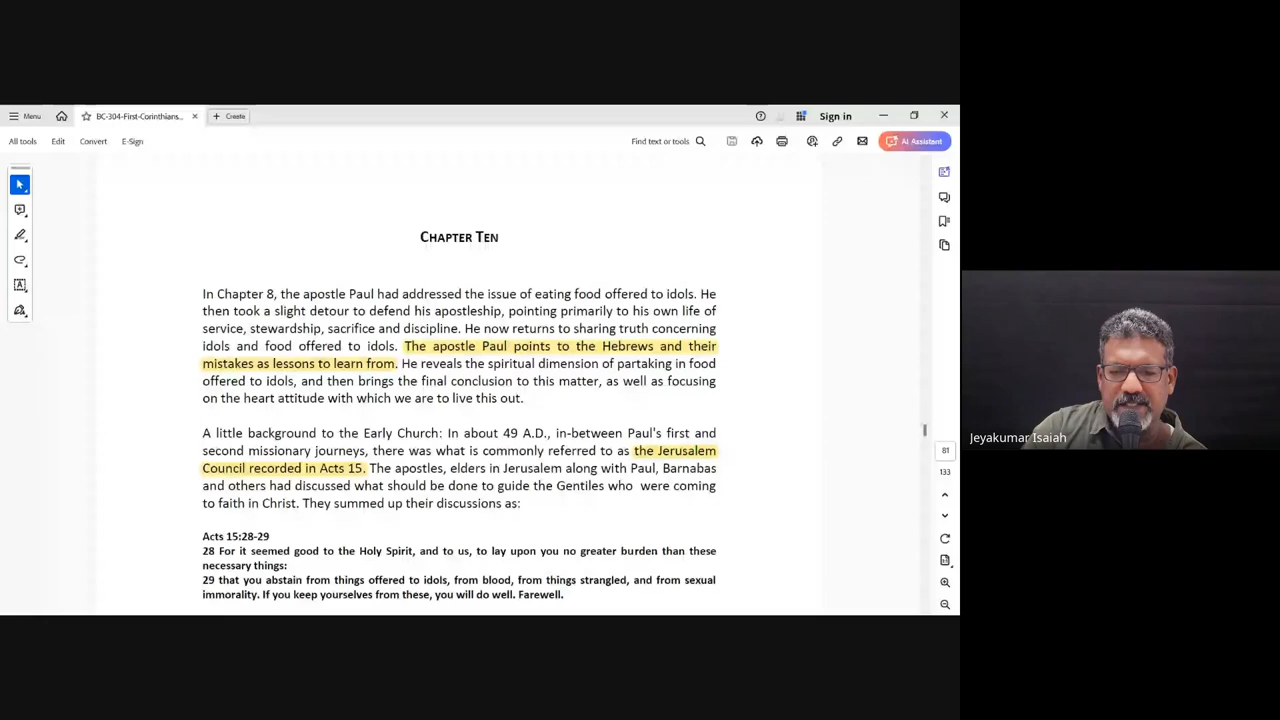 Menu
BC-304-First-Corinthians...
Create
Sign in
All tools
Edit
Convert
E-Sign
Find text or tools
AI Assistant
CHAPTER TEN
In Chapter 8, the apostle Paul had addressed the issue of eating food offered to idols. He
then took a slight detour to defend his apostleship, pointing primarily to his own life of
service, stewardship, sacrifice and discipline. He now returns to sharing truth concerning
idols and food offered to idols. The apostle Paul points to the Hebrews and their
mistakes as lessons to learn from. He reveals the spiritual dimension of partaking in food
offered to idols, and then brings the final conclusion to this matter, as well as focusing
on the heart attitude with which we are to live this out.
A little background to the Early Church: In about 49 A.D., in-between Paul's first and
second missionary journeys, there was what is commonly referred to as the Jerusalem
Council recorded in Acts 15. The apostles, elders in Jerusalem along with Paul, Barnabas
and others had discussed what should be done to guide the Gentiles who were coming
to faith in Christ. They summed up their discussions as:
Acts 15:28-29
28 For it seemed good to the Holy Spirit, and to us, to lay upon you no greater burden than these
necessary things:
29 that you abstain from things offered to idols, from blood, from things strangled, and from sexual
immorality. If you keep yourselves from these, you will do well. Farewell.
81
133
Jeyakumar Isaiah